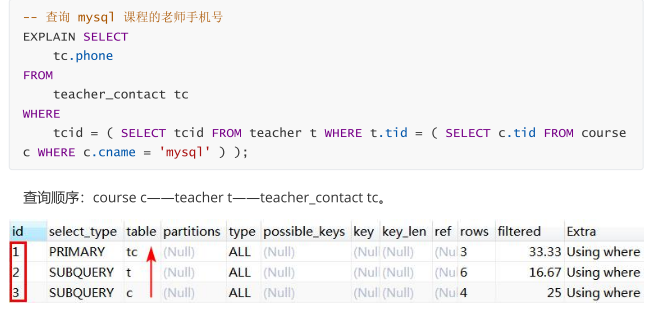 -- 查询 mysql 课程的老师手机号
EXPLAIN SELECT
tc.phone
FROM
teacher_contact tc
WHERE
tcid = ( SELECT tcid FROM teacher t WHERE t.tid = ( SELECT c.tid FROM course
c WHERE c.cname = 'mysql' ) );
查询顺序：course c——teacher t——teacher_contact tc。
id select_type table partitions type possible_keys key key_len ref rows filtered Extra
1 PRIMARY tc (Null) ALL (Null) (Nul (Null) (Nu 3 33.33 Using where
2 SUBQUERY t (Null) ALL (Null) (Nul (Null) (Nu 6 16.67 Using where
3 SUBQUERY c (Null) ALL (Null) (Nul (Null) (Nu 4 25 Using where